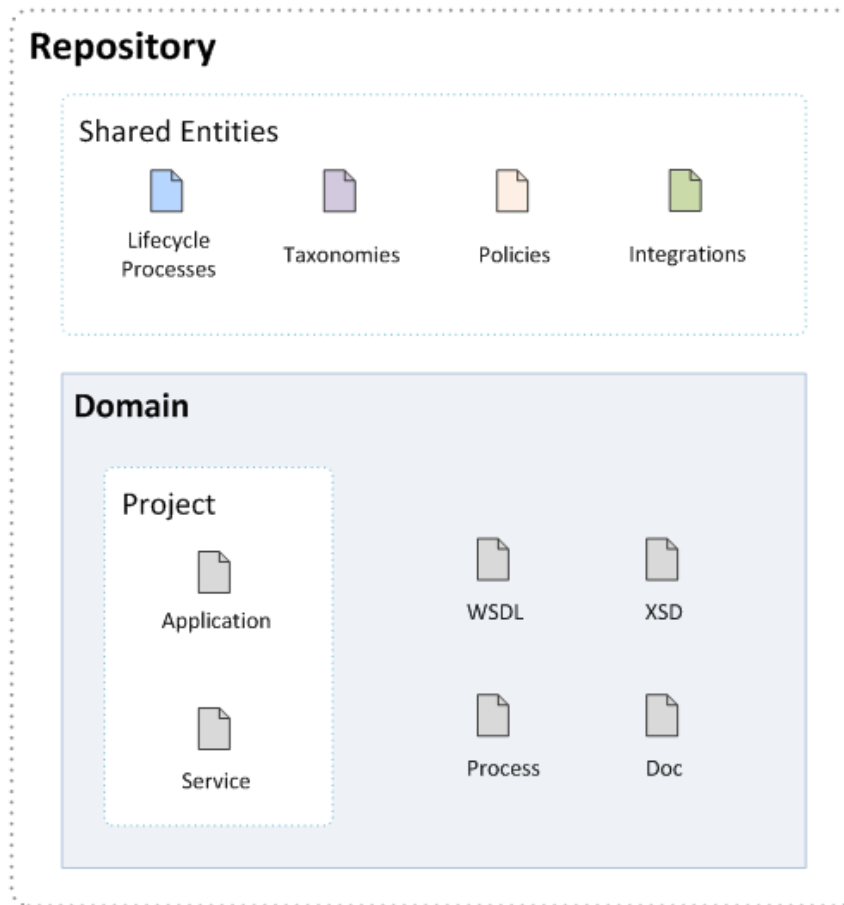 Repository
Shared Entities
Lifecycle
Processes
Taxonomies
Policies
Integrations
Domain
Project
Application
Service
WSDL
XSD
Process
Doc